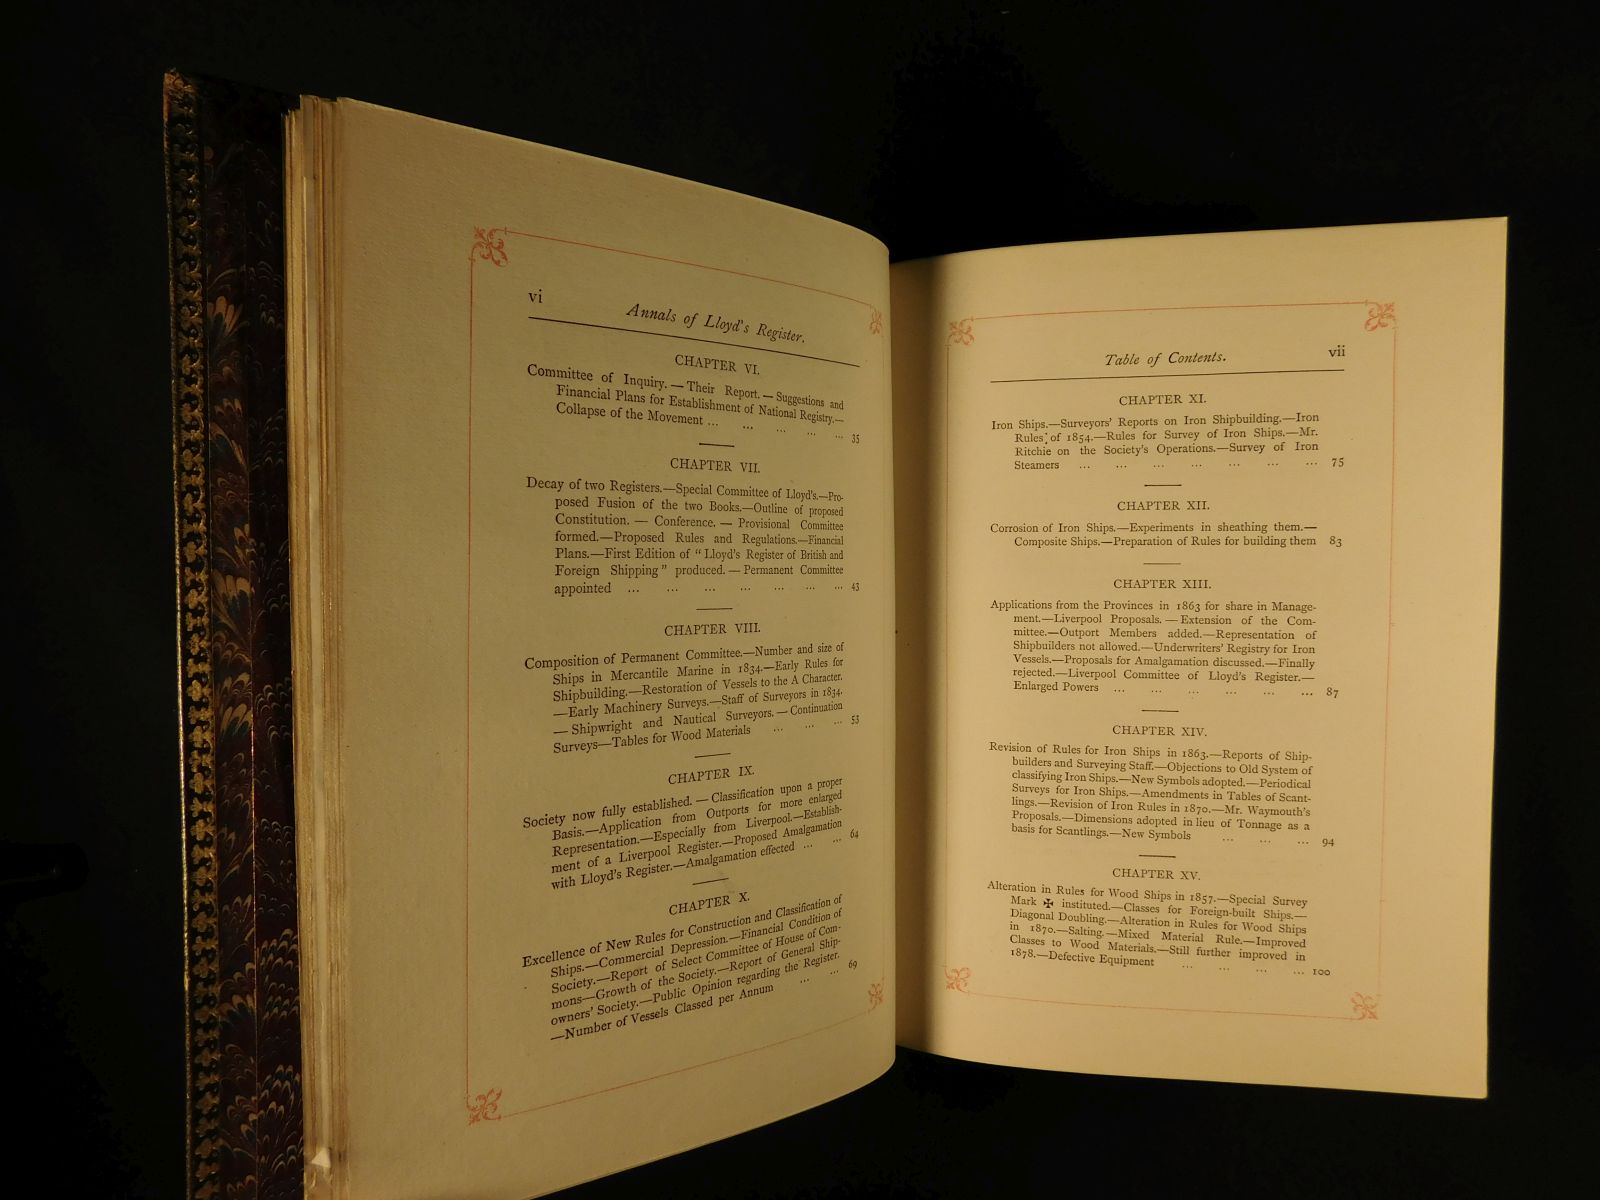 vi
Annals of Lloyd's Register.
CHAPTER VI.
Committee of Inquiry. — Their Report. — Suggestions and
Financial Plans for Establishment of National Registry.—
Collapse of the Movement ... ... ... ... ... 35
CHAPTER VII.
Decay of two Registers.—Special Committee of Lloyd's.—Pro-
posed Fusion of the two Books.—Outline of proposed
Constitution. — Conference. — Provisional Committee
formed.—Proposed Rules and Regulations.—Financial
Plans.—First Edition of "Lloyd's Register of British and
Foreign Shipping" produced. — Permanent Committee
appointed ... ... ... ... ... ... 43
CHAPTER VIII.
Composition of Permanent Committee.—Number and size of
Ships in Mercantile Marine in 1834.—Early Rules for
Shipbuilding.—Restoration of Vessels to the A Character.
—Early Machinery Surveys.—Staff of Surveyors in 1834.
— Shipwright and Nautical Surveyors. — Continuation
Surveys—Tables for Wood Materials ... ... ... 53
CHAPTER IX.
Society now fully established. — Classification upon a proper
Basis.—Application from Outports for more enlarged
Representation.—Especially from Liverpool.—Establish-
ment of a Liverpool Register.—Proposed Amalgamation
with Lloyd's Register.—Amalgamation effected ... ... 64
CHAPTER X.
Excellence of New Rules for Construction and Classification of
Ships.—Commercial Depression.—Financial Condition of
Society.—Report of Select Committee of House of Com-
mons—Growth of the Society.—Report of General Ship-
owners' Society.—Public Opinion regarding the Register.
—Number of Vessels Classed per Annum ... ... 69
Table of Contents.
vii
CHAPTER XI.
Iron Ships.—Surveyors' Reports on Iron Shipbuilding.—Iron
Rules of 1854.—Rules for Survey of Iron Ships.—Mr.
Ritchie on the Society's Operations.—Survey of Iron
Steamers ... ... ... ... ... ... ... 75
CHAPTER XII.
Corrosion of Iron Ships.—Experiments in sheathing them.—
Composite Ships.—Preparation of Rules for building them 83
CHAPTER XIII.
Applications from the Provinces in 1863 for share in Manage-
ment.—Liverpool Proposals. — Extension of the Com-
mittee.—Outport Members added.—Representation of
Shipbuilders not allowed.—Underwriters' Registry for Iron
Vessels.—Proposals for Amalgamation discussed.—Finally
rejected.—Liverpool Committee of Lloyd's Register.—
Enlarged Powers ... ... ... ... ... ... 87
CHAPTER XIV.
Revision of Rules for Iron Ships in 1863.—Reports of Ship-
builders and Surveying Staff.—Objections to Old System of
classifying Iron Ships.—New Symbols adopted.—Periodical
Surveys for Iron Ships.—Amendments in Tables of Scant-
lings.—Revision of Iron Rules in 1870.—Mr. Waymouth's
Proposals.—Dimensions adopted in lieu of Tonnage as a
basis for Scantlings.—New Symbols ... ... ... 94
CHAPTER XV.
Alteration in Rules for Wood Ships in 1857.—Special Survey
Mark ✠ instituted.—Classes for Foreign-built Ships.—
Diagonal Doubling.—Alteration in Rules for Wood Ships
in 1870.—Salting.—Mixed Material Rule.—Improved
Classes to Wood Materials.—Still further improved in
1878.—Defective Equipment ... ... ... ... 100